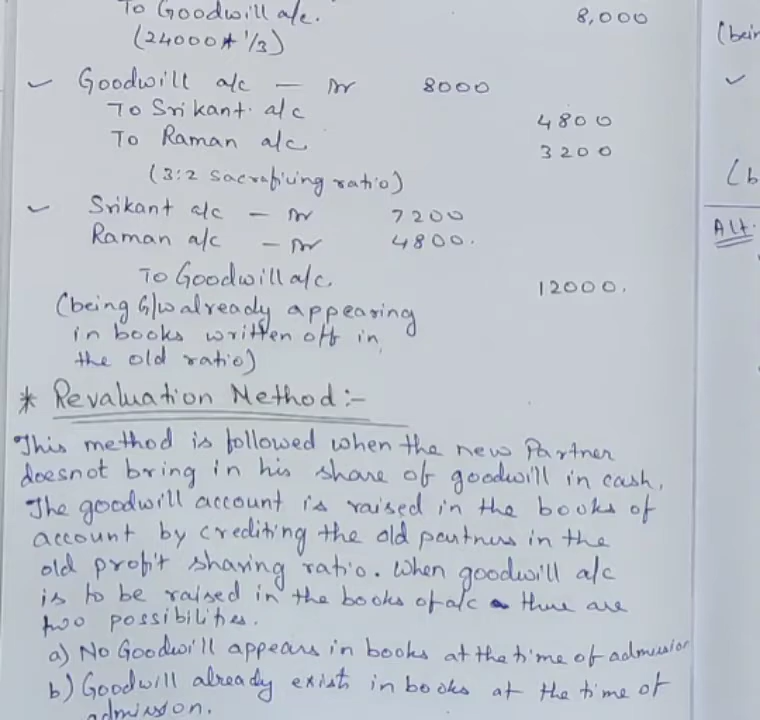 To Goodwill a/c. 8,000
(24000 * 1/3)
✓ Goodwill a/c — Dr 8000
To Srikant a/c 4800
To Raman a/c. 3200
(3:2 sacrafiving ratio)
✓ Srikant a/c — Dr 7200
Raman a/c — Dr 4800.
To Goodwill a/c. 12000.
(being G/w already appearing
in books written off in
the old ratio)
* Revaluation Method:-
This method is followed when the new Partner
doesnot bring in his share of goodwill in cash.
The goodwill account is raised in the books of
account by crediting the old partners in the
old profit sharing ratio. When goodwill a/c
is to be raised in the books of a/c there are
two possibilities.
a) No Goodwill appears in books at the time of admission
b) Goodwill already exist in books at the time of
admission.
(bein
✓
(b
Alt.